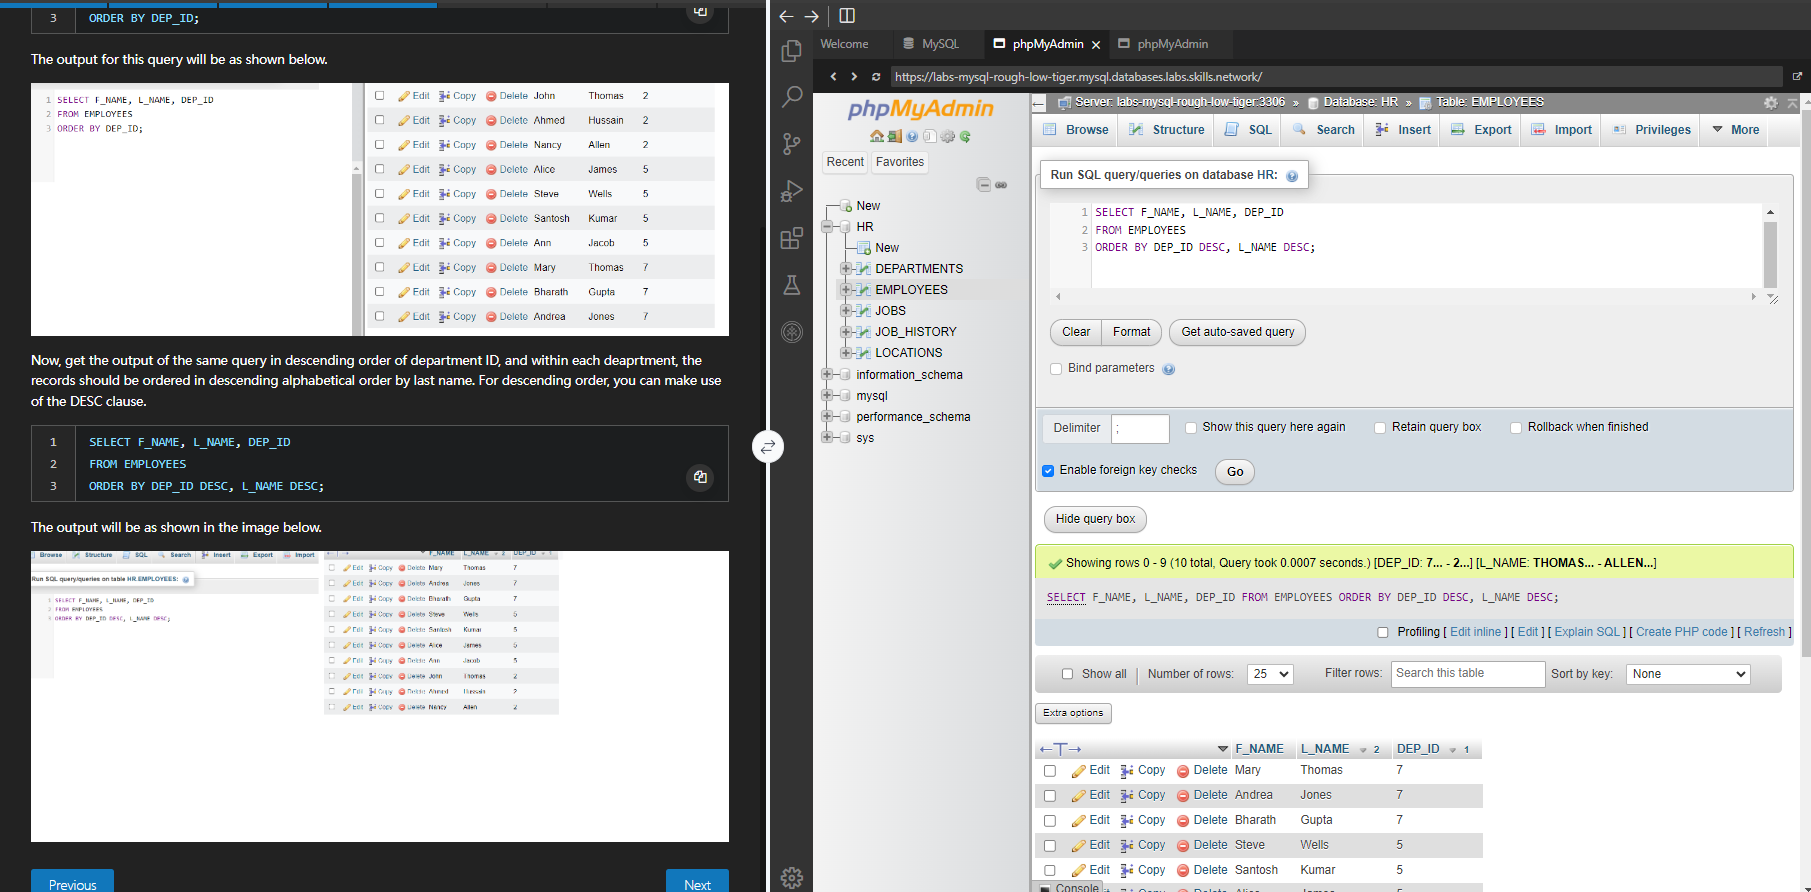 3 ORDER BY DEP_ID;
The output for this query will be as shown below.
1 SELECT F_NAME, L_NAME, DEP_ID
2 FROM EMPLOYEES
3 ORDER BY DEP_ID;
Edit Copy Delete John Thomas 2
Edit Copy Delete Ahmed Hussain 2
Edit Copy Delete Nancy Allen 2
Edit Copy Delete Alice James 5
Edit Copy Delete Steve Wells 5
Edit Copy Delete Santosh Kumar 5
Edit Copy Delete Ann Jacob 5
Edit Copy Delete Mary Thomas 7
Edit Copy Delete Bharath Gupta 7
Edit Copy Delete Andrea Jones 7
Now, get the output of the same query in descending order of department ID, and within each deaprtment, the
records should be ordered in descending alphabetical order by last name. For descending order, you can make use
of the DESC clause.
1 SELECT F_NAME, L_NAME, DEP_ID
2 FROM EMPLOYEES
3 ORDER BY DEP_ID DESC, L_NAME DESC;
The output will be as shown in the image below.
Browse Structure SQL Search Insert Export Import
Run SQL query/queries on table HR.EMPLOYEES:
1 SELECT F_NAME, L_NAME, DEP_ID
2 FROM EMPLOYEES
3 ORDER BY DEP_ID DESC, L_NAME DESC;
F_NAME L_NAME 2 DEP_ID 1
Edit Copy Delete Mary Thomas 7
Edit Copy Delete Andrea Jones 7
Edit Copy Delete Bharath Gupta 7
Edit Copy Delete Steve Wells 5
Edit Copy Delete Santosh Kumar 5
Edit Copy Delete Alice James 5
Edit Copy Delete Ann Jacob 5
Edit Copy Delete John Thomas 2
Edit Copy Delete Ahmed Hussain 2
Edit Copy Delete Nancy Allen 2
Previous
Next
Welcome MySQL phpMyAdmin phpMyAdmin
https://labs-mysql-rough-low-tiger.mysql.databases.labs.skills.network/
phpMyAdmin
Recent Favorites
New
HR
New
DEPARTMENTS
EMPLOYEES
JOBS
JOB_HISTORY
LOCATIONS
information_schema
mysql
performance_schema
sys
Server: labs-mysql-rough-low-tiger:3306 » Database: HR » Table: EMPLOYEES
Browse Structure SQL Search Insert Export Import Privileges More
Run SQL query/queries on database HR:
1 SELECT F_NAME, L_NAME, DEP_ID
2 FROM EMPLOYEES
3 ORDER BY DEP_ID DESC, L_NAME DESC;
Clear Format Get auto-saved query
Bind parameters
Delimiter ; Show this query here again Retain query box Rollback when finished
Enable foreign key checks Go
Hide query box
Showing rows 0 - 9 (10 total, Query took 0.0007 seconds.) [DEP_ID: 7... - 2...] [L_NAME: THOMAS... - ALLEN...]
SELECT F_NAME, L_NAME, DEP_ID FROM EMPLOYEES ORDER BY DEP_ID DESC, L_NAME DESC;
Profiling [ Edit inline ] [ Edit ] [ Explain SQL ] [ Create PHP code ] [ Refresh ]
Show all Number of rows: 25 Filter rows: Search this table Sort by key: None
Extra options
F_NAME L_NAME 2 DEP_ID 1
Edit Copy Delete Mary Thomas 7
Edit Copy Delete Andrea Jones 7
Edit Copy Delete Bharath Gupta 7
Edit Copy Delete Steve Wells 5
Edit Copy Delete Santosh Kumar 5
Console